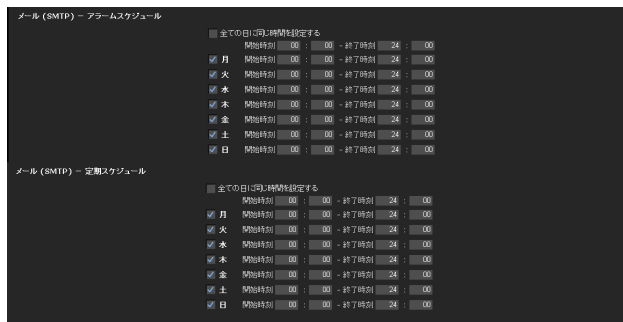 メール (SMTP) － アラームスケジュール
全ての日に同じ時間を設定する
開始時刻 00 : 00 - 終了時刻 24 : 00
月 開始時刻 00 : 00 - 終了時刻 24 : 00
火 開始時刻 00 : 00 - 終了時刻 24 : 00
水 開始時刻 00 : 00 - 終了時刻 24 : 00
木 開始時刻 00 : 00 - 終了時刻 24 : 00
金 開始時刻 00 : 00 - 終了時刻 24 : 00
土 開始時刻 00 : 00 - 終了時刻 24 : 00
日 開始時刻 00 : 00 - 終了時刻 24 : 00
メール (SMTP) － 定期スケジュール
全ての日に同じ時間を設定する
開始時刻 00 : 00 - 終了時刻 24 : 00
月 開始時刻 00 : 00 - 終了時刻 24 : 00
火 開始時刻 00 : 00 - 終了時刻 24 : 00
水 開始時刻 00 : 00 - 終了時刻 24 : 00
木 開始時刻 00 : 00 - 終了時刻 24 : 00
金 開始時刻 00 : 00 - 終了時刻 24 : 00
土 開始時刻 00 : 00 - 終了時刻 24 : 00
日 開始時刻 00 : 00 - 終了時刻 24 : 00